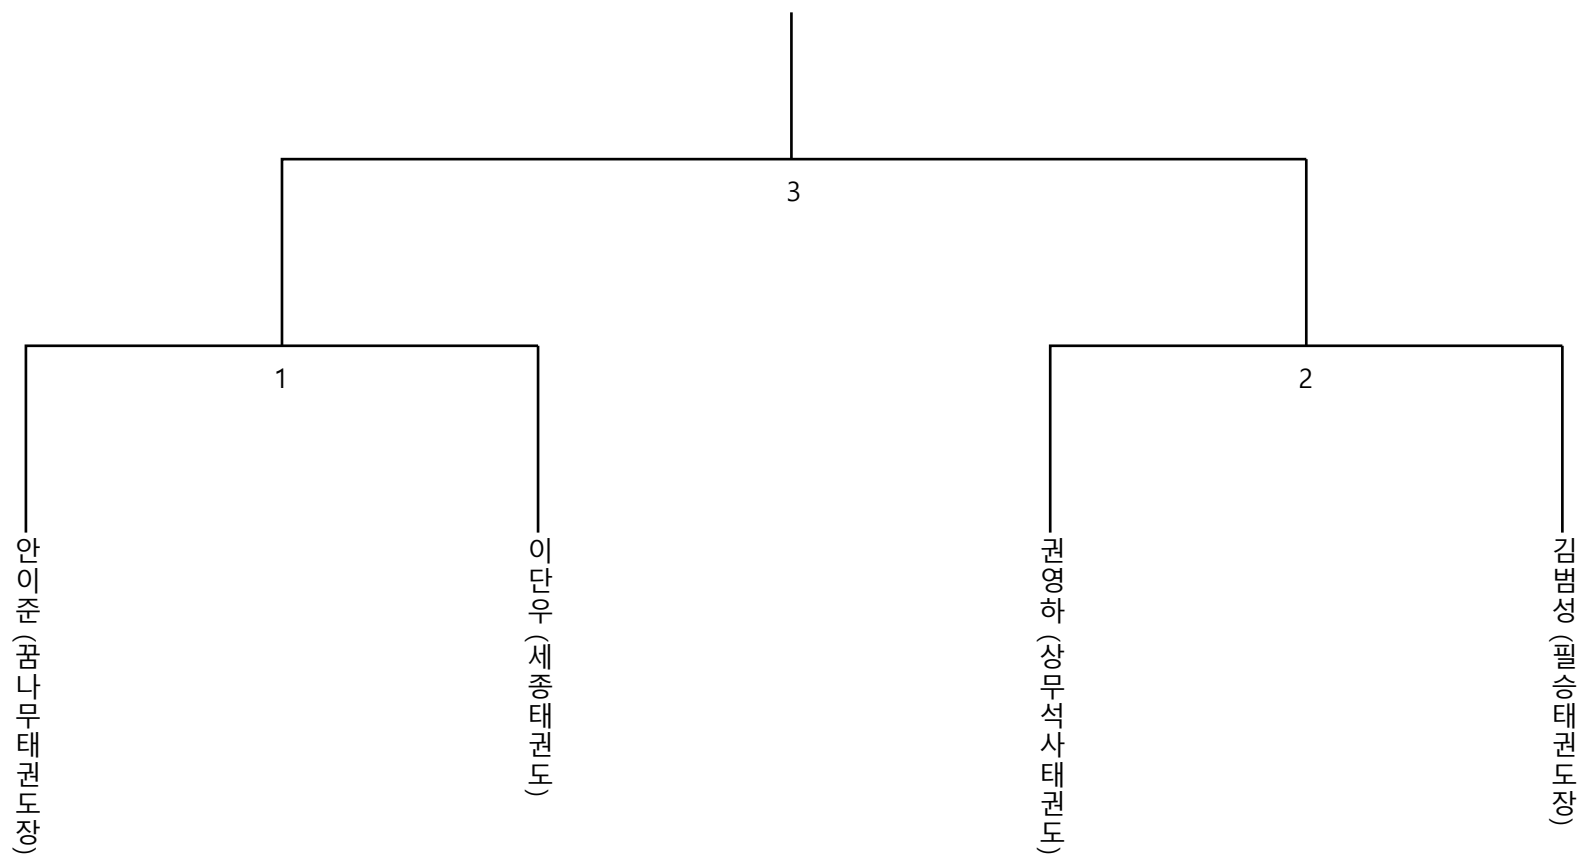 3
1
2
안이준 (꿈나무태권도장)
이단우 (세종태권도)
권영하 (상무석사태권도)
김범성 (필승태권도장)